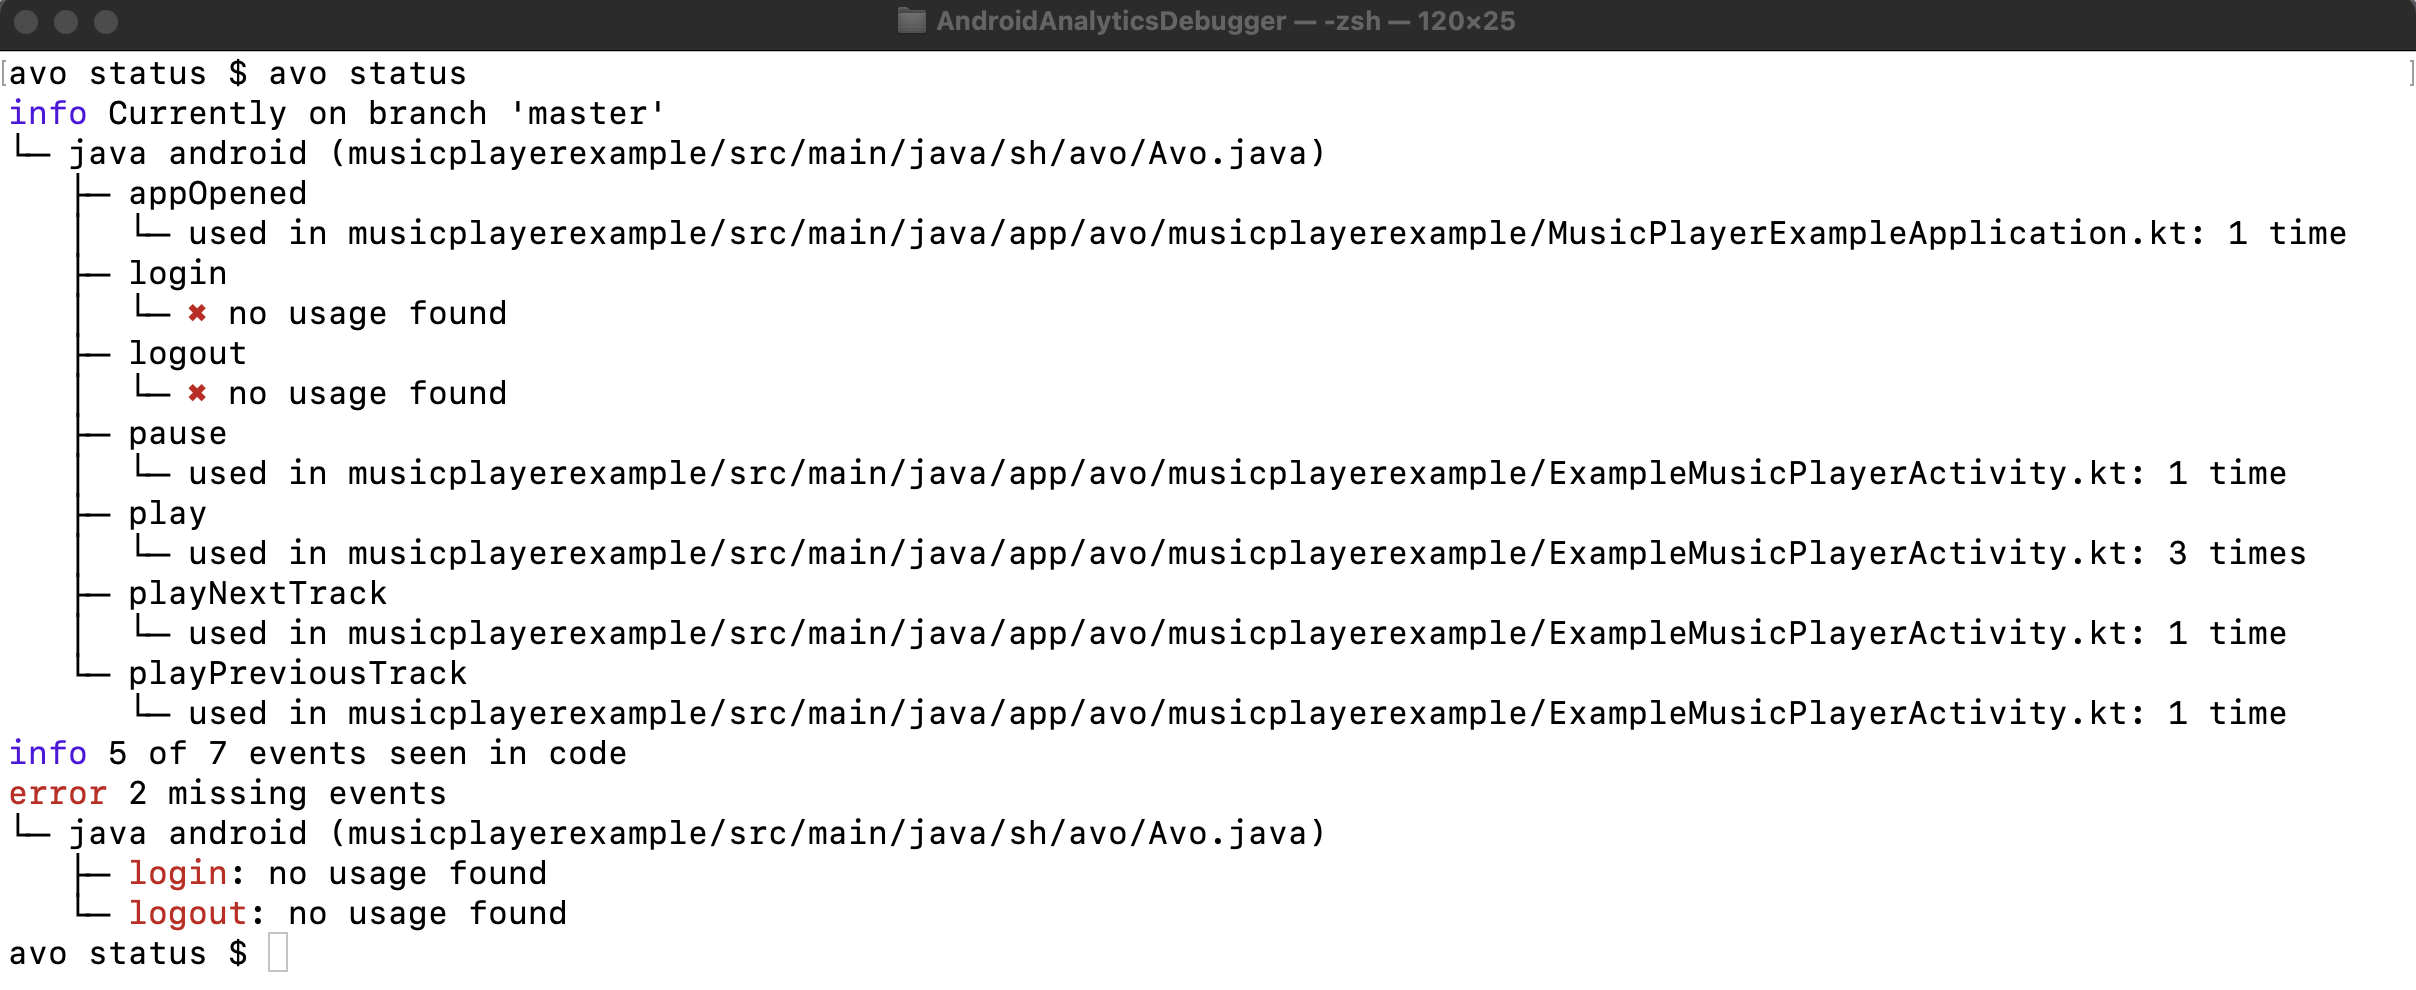 AndroidAnalyticsDebugger — -zsh — 120×25
[avo status $ avo status ]
info Currently on branch 'master'
└─ java android (musicplayerexample/src/main/java/sh/avo/Avo.java)
   ├─ appOpened
   │  └─ used in musicplayerexample/src/main/java/app/avo/musicplayerexample/MusicPlayerExampleApplication.kt: 1 time
   ├─ login
   │  └─ ✖ no usage found
   ├─ logout
   │  └─ ✖ no usage found
   ├─ pause
   │  └─ used in musicplayerexample/src/main/java/app/avo/musicplayerexample/ExampleMusicPlayerActivity.kt: 1 time
   ├─ play
   │  └─ used in musicplayerexample/src/main/java/app/avo/musicplayerexample/ExampleMusicPlayerActivity.kt: 3 times
   ├─ playNextTrack
   │  └─ used in musicplayerexample/src/main/java/app/avo/musicplayerexample/ExampleMusicPlayerActivity.kt: 1 time
   └─ playPreviousTrack
      └─ used in musicplayerexample/src/main/java/app/avo/musicplayerexample/ExampleMusicPlayerActivity.kt: 1 time
info 5 of 7 events seen in code
error 2 missing events
└─ java android (musicplayerexample/src/main/java/sh/avo/Avo.java)
   ├─ login: no usage found
   └─ logout: no usage found
avo status $